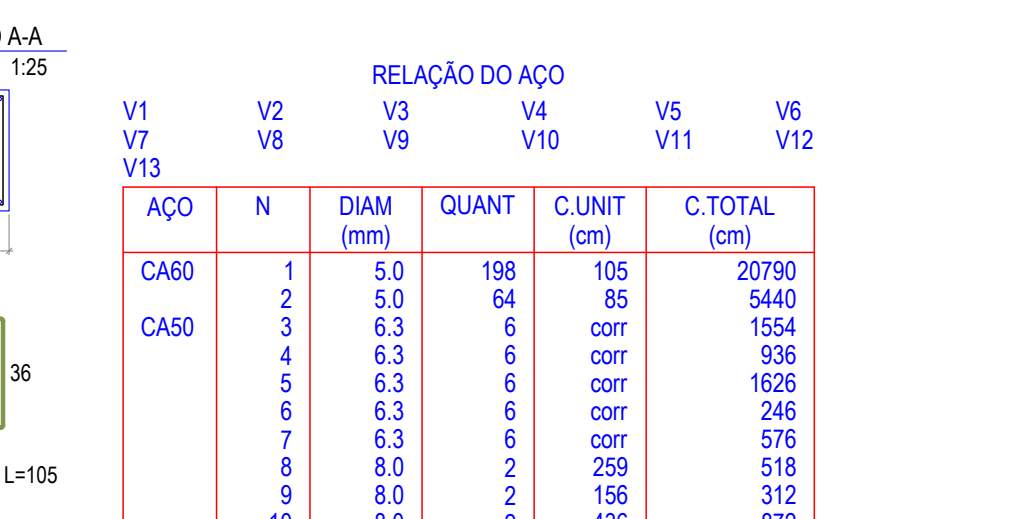 A-A
1:25
36
L=105
RELAÇÃO DO AÇO
V1 V2 V3 V4 V5 V6
V7 V8 V9 V10 V11 V12
V13
AÇO N DIAM QUANT C.UNIT C.TOTAL
(mm) (cm) (cm)
CA60 1 5.0 198 105 20790
2 5.0 64 85 5440
CA50 3 6.3 6 corr 1554
4 6.3 6 corr 936
5 6.3 6 corr 1626
6 6.3 6 corr 246
7 6.3 6 corr 576
8 8.0 2 259 518
9 8.0 2 156 312